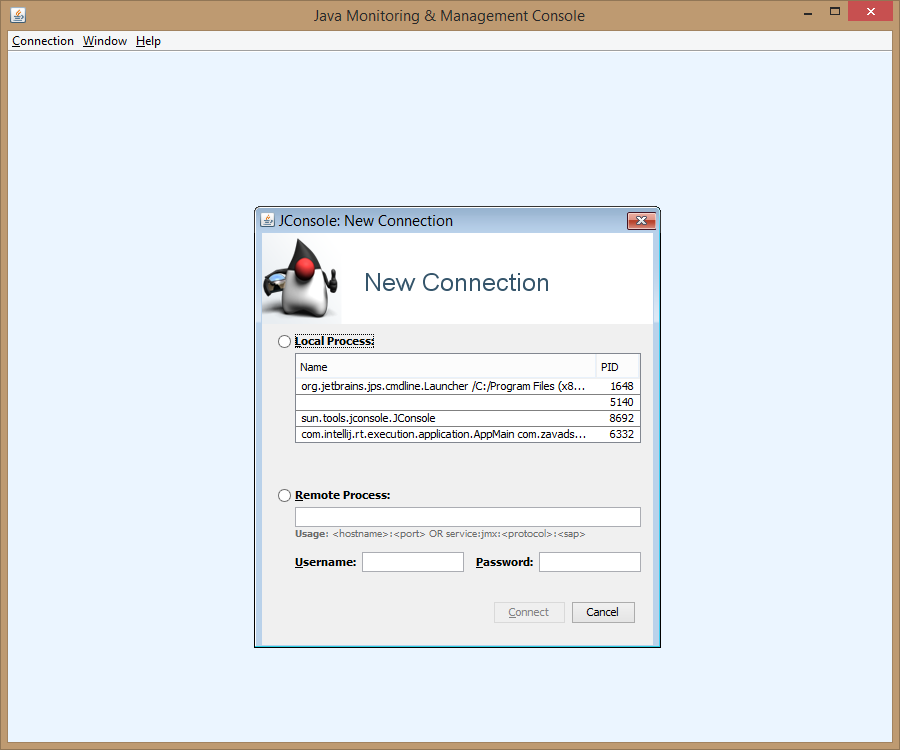 Java Monitoring & Management Console
Connection Window Help
JConsole: New Connection
New Connection
Local Process:
Name PID
org.jetbrains.jps.cmdline.Launcher /C:/Program Files (x8... 1648
5140
sun.tools.jconsole.JConsole 8692
com.intellij.rt.execution.application.AppMain com.zavads... 6332
Remote Process:
Usage: <hostname>:<port> OR service:jmx:<protocol>:<sap>
Username: Password:
Connect Cancel